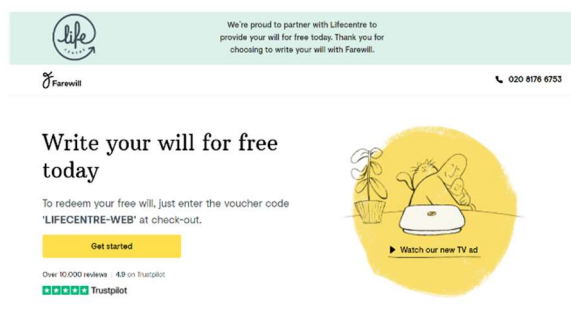 life
centre
We're proud to partner with Lifecentre to
provide your will for free today. Thank you for
choosing to write your will with Farewill.
Farewill
020 8176 6753
Write your will for free
today
To redeem your free will, just enter the voucher code
'LIFECENTRE-WEB' at check-out.
Get started
Watch our new TV ad
Over 10,000 reviews | 4.9 on Trustpilot
Trustpilot